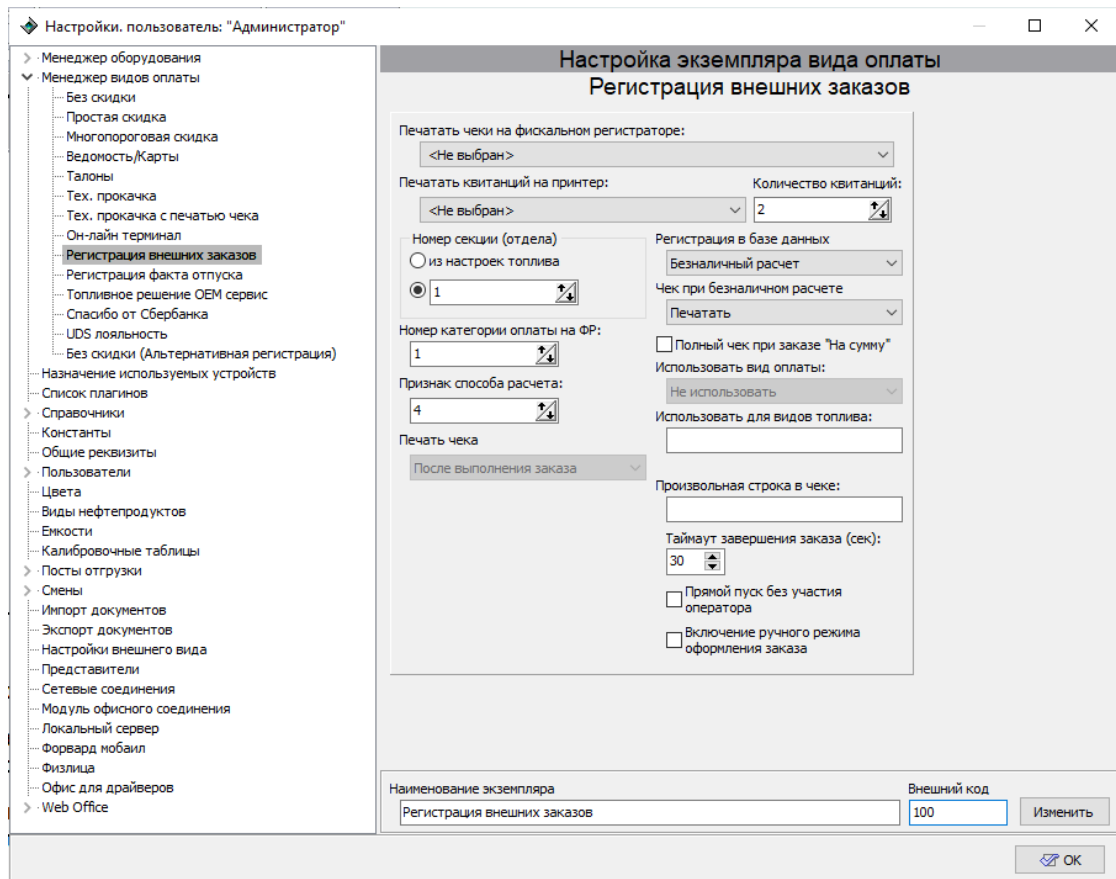 Настройки. пользователь: "Администратор"
Менеджер оборудования
Менеджер видов оплаты
Без скидки
Простая скидка
Многопороговая скидка
Ведомость/Карты
Талоны
Тех. прокачка
Тех. прокачка с печатью чека
Он-лайн терминал
Регистрация внешних заказов
Регистрация факта отпуска
Топливное решение OEM сервис
Спасибо от Сбербанка
UDS лояльность
Без скидки (Альтернативная регистрация)
Назначение используемых устройств
Список плагинов
Справочники
Константы
Общие реквизиты
Пользователи
Цвета
Виды нефтепродуктов
Емкости
Калибровочные таблицы
Посты отгрузки
Смены
Импорт документов
Экспорт документов
Настройки внешнего вида
Представители
Сетевые соединения
Модуль офисного соединения
Локальный сервер
Форвард мобаил
Физлица
Офис для драйверов
Web Office
Настройка экземпляра вида оплаты
Регистрация внешних заказов
Печатать чеки на фискальном регистраторе:
<Не выбран>
Печатать квитанций на принтер:
Количество квитанций:
<Не выбран>
2
Номер секции (отдела)
из настроек топлива
1
Номер категории оплаты на ФР:
1
Признак способа расчета:
4
Печать чека
После выполнения заказа
Регистрация в базе данных
Безналичный расчет
Чек при безналичном расчете
Печатать
Полный чек при заказе "На сумму"
Использовать вид оплаты:
Не использовать
Использовать для видов топлива:
Произвольная строка в чеке:
Таймаут завершения заказа (сек):
30
Прямой пуск без участия
оператора
Включение ручного режима
оформления заказа
Наименование экземпляра
Внешний код
Регистрация внешних заказов
100
Изменить
OK